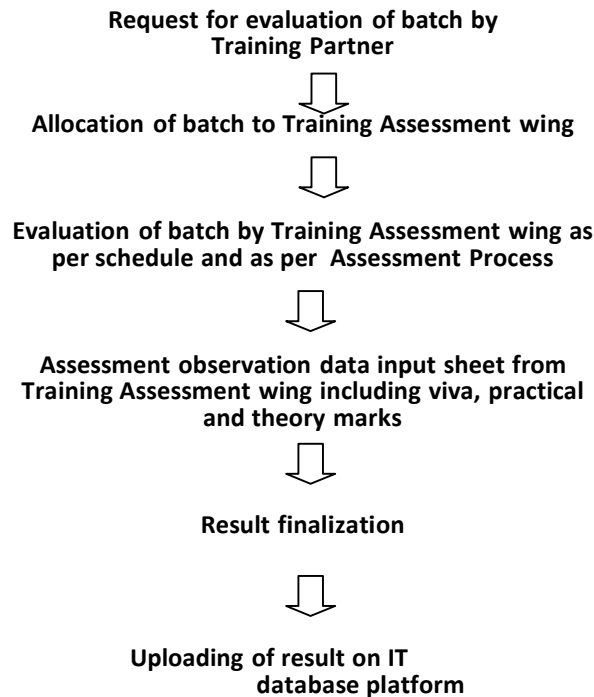 Request for evaluation of batch by
Training Partner
Allocation of batch to Training Assessment wing
Evaluation of batch by Training Assessment wing as
per schedule and as per Assessment Process
Assessment observation data input sheet from
Training Assessment wing including viva, practical
and theory marks
Result finalization
Uploading of result on IT
database platform